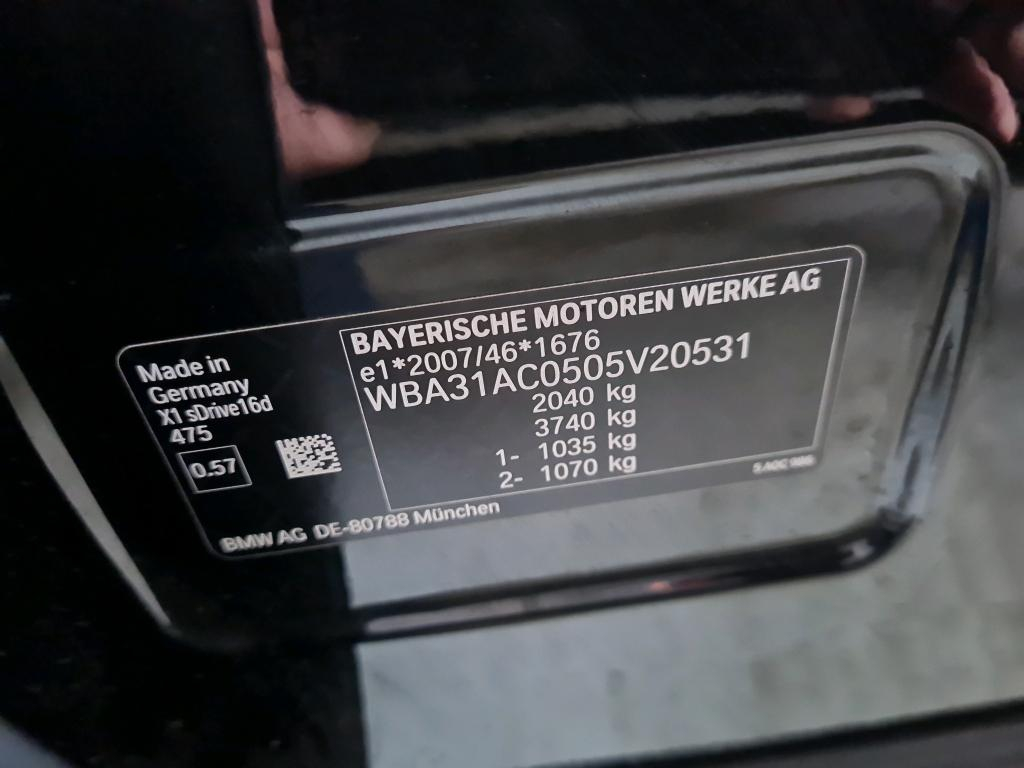 Made in
Germany
X1 sDrive16d
475
0.57
BAYERISCHE MOTOREN WERKE AG
e1*2007/46*1676
WBA31AC0505V20531
2040 kg
3740 kg
1- 1035 kg
2- 1070 kg
BMW AG DE-80788 München